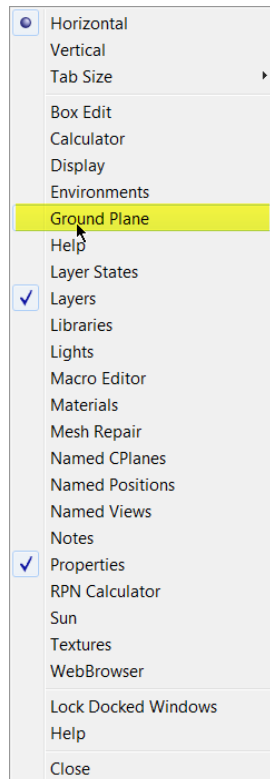 Horizontal
Vertical
Tab Size
Box Edit
Calculator
Display
Environments
Ground Plane
Help
Layer States
Layers
Libraries
Lights
Macro Editor
Materials
Mesh Repair
Named CPlanes
Named Positions
Named Views
Notes
Properties
RPN Calculator
Sun
Textures
WebBrowser
Lock Docked Windows
Help
Close